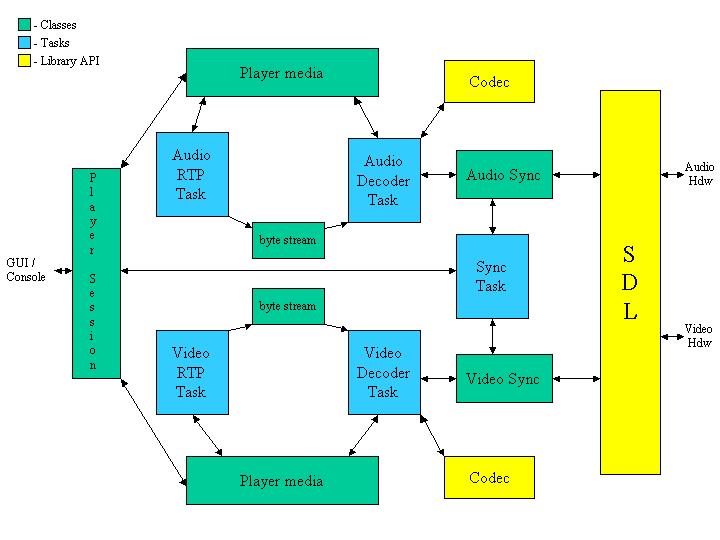 - Classes
- Tasks
- Library API
Player media
Codec
Audio
RTP
Task
Audio
Decoder
Task
Audio Sync
Audio
Hdw
Player Session
byte stream
GUI /
Console
Sync
Task
SDL
byte stream
Video
RTP
Task
Video
Decoder
Task
Video Sync
Video
Hdw
Player media
Codec